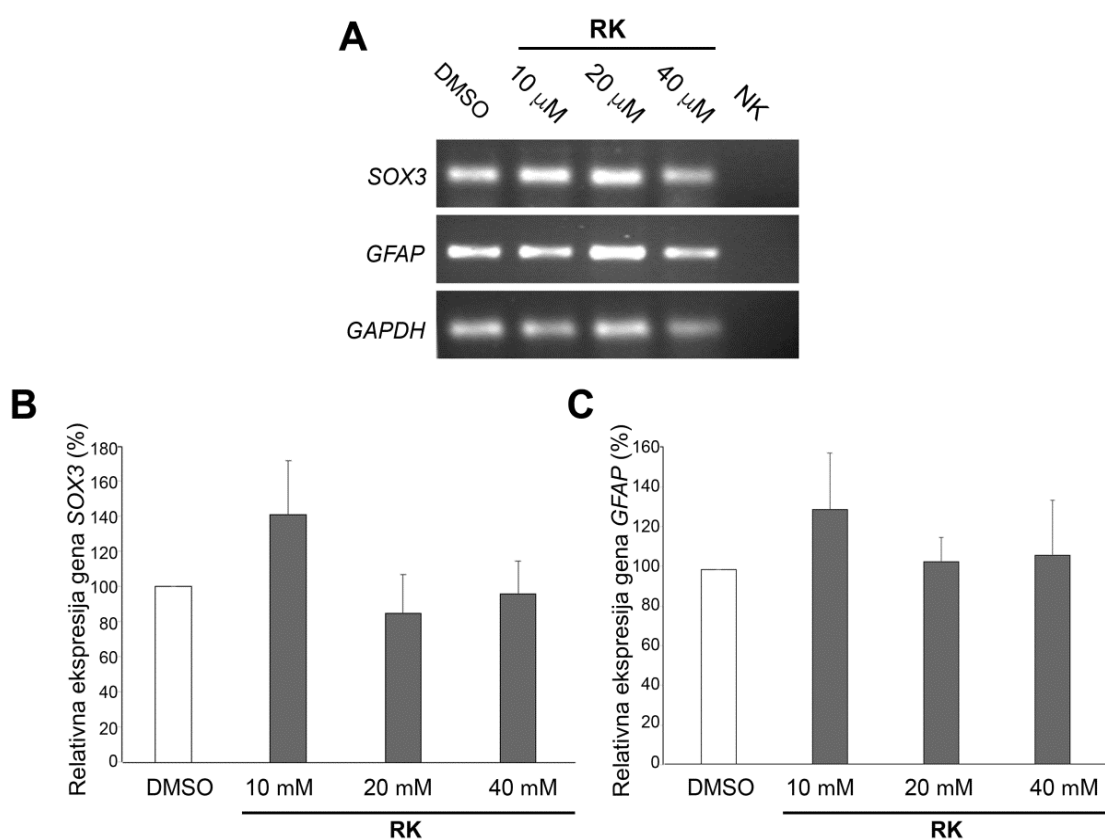 A
RK
DMSO 10 μM 20 μM 40 μM NK
SOX3
GFAP
GAPDH
B
Relativna ekspresija gena SOX3 (%)
180
160
140
120
100
80
60
40
20
0
DMSO 10 mM 20 mM 40 mM
RK
C
Relativna ekspresija gena GFAP (%)
160
140
120
100
80
60
40
20
0
DMSO 10 mM 20 mM 40 mM
RK